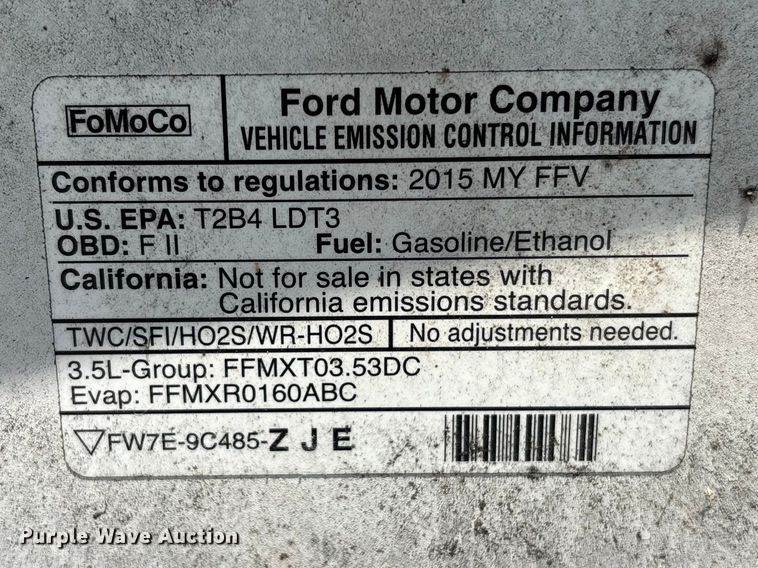 FoMoCo
Ford Motor Company
VEHICLE EMISSION CONTROL INFORMATION
Conforms to regulations: 2015 MY FFV
U.S. EPA: T2B4 LDT3
OBD: F II Fuel: Gasoline/Ethanol
California: Not for sale in states with
California emissions standards.
TWC/SFI/HO2S/WR-HO2S No adjustments needed.
3.5L-Group: FFMXT03.53DC
Evap: FFMXR0160ABC
FW7E-9C485-Z J E
Purple Wave Auction